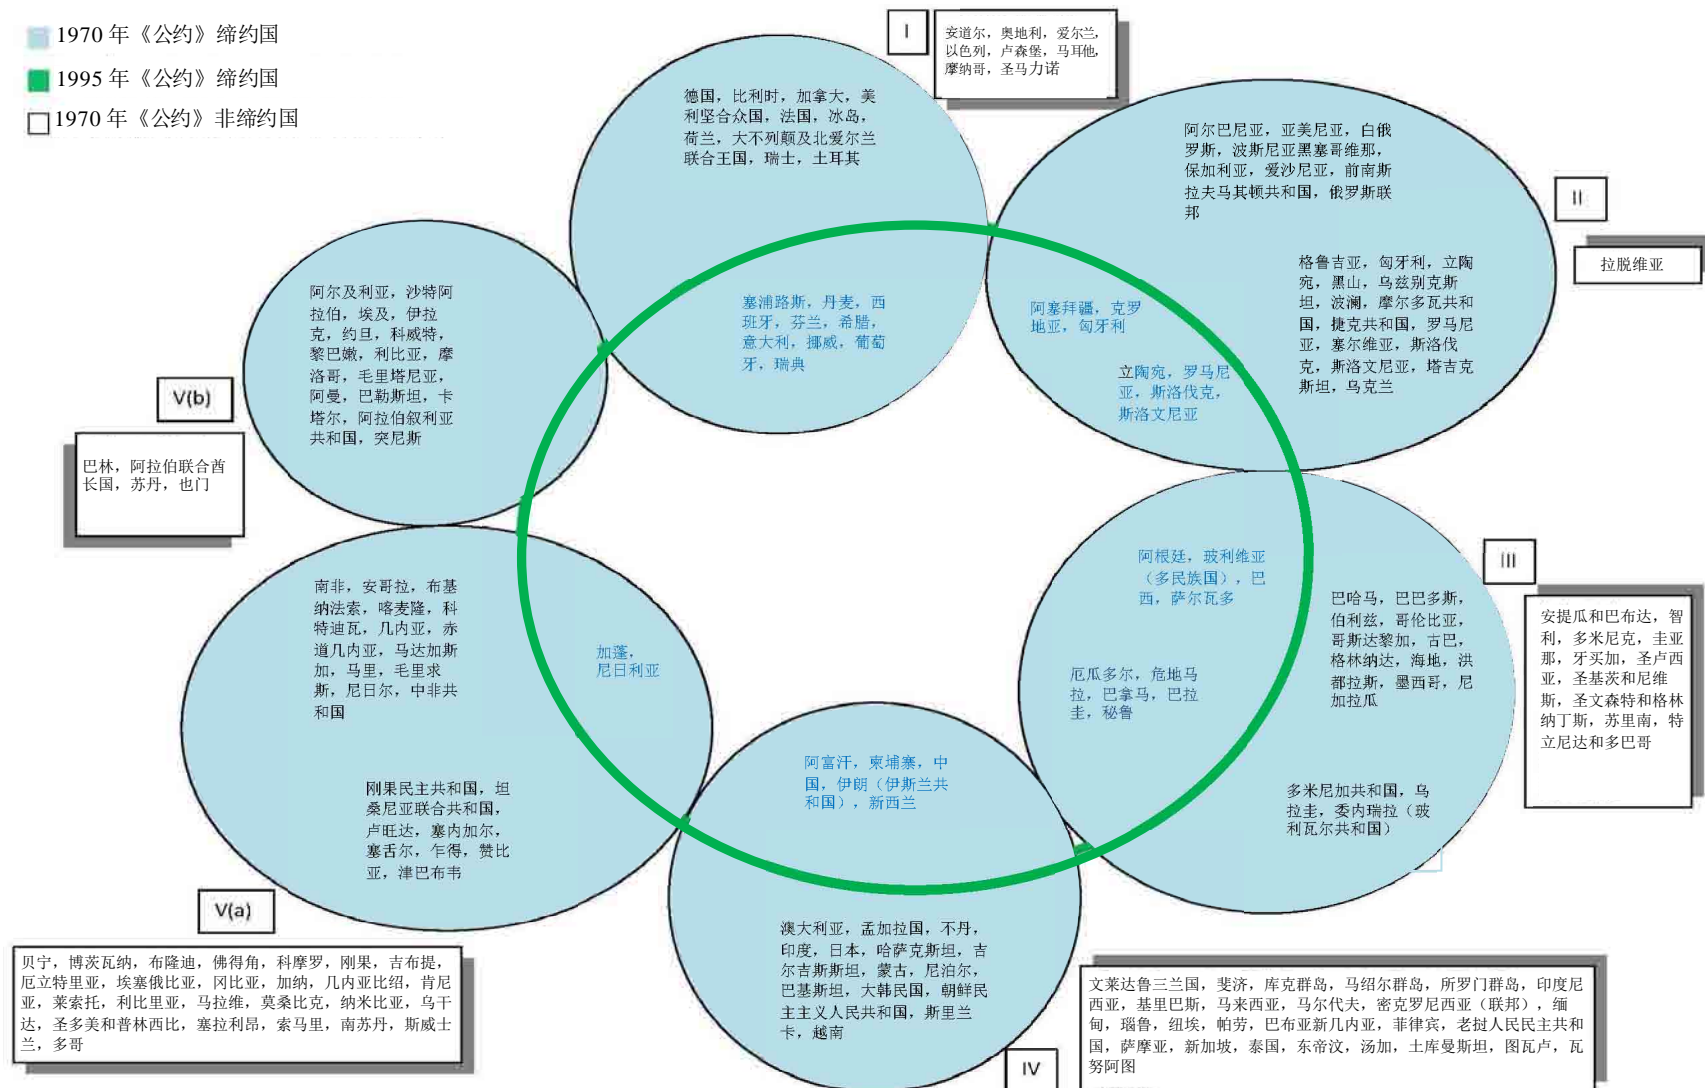 1970 年《公约》缔约国
1995 年《公约》缔约国
1970 年《公约》非缔约国
I
安道尔，奥地利，爱尔兰，
以色列，卢森堡，马耳他，
摩纳哥，圣马力诺
德国，比利时，加拿大，美
利坚合众国，法国，冰岛，
荷兰，大不列颠及北爱尔兰
联合王国，瑞士，土耳其
塞浦路斯，丹麦，西
班牙，芬兰，希腊，
意大利，挪威，葡萄
牙，瑞典
阿尔巴尼亚，亚美尼亚，白俄
罗斯，波斯尼亚黑塞哥维那，
保加利亚，爱沙尼亚，前南斯
拉夫马其顿共和国，俄罗斯联
邦
格鲁吉亚，匈牙利，立陶
宛，黑山，乌兹别克斯
坦，波澜，摩尔多瓦共和
国，捷克共和国，罗马尼
亚，塞尔维亚，斯洛伐
克，斯洛文尼亚，塔吉克
斯坦，乌克兰
阿塞拜疆，克罗
地亚，匈牙利
立陶宛，罗马尼
亚，斯洛伐克，
斯洛文尼亚
II
拉脱维亚
阿尔及利亚，沙特阿
拉伯，埃及，伊拉
克，约旦，科威特，
黎巴嫩，利比亚，摩
洛哥，毛里塔尼亚，
阿曼，巴勒斯坦，卡
塔尔，阿拉伯叙利亚
共和国，突尼斯
V(b)
巴林，阿拉伯联合酋
长国，苏丹，也门
阿根廷，玻利维亚
（多民族国），巴
西，萨尔瓦多
厄瓜多尔，危地马
拉，巴拿马，巴拉
圭，秘鲁
巴哈马，巴巴多斯，
伯利兹，哥伦比亚，
哥斯达黎加，古巴，
格林纳达，海地，洪
都拉斯，墨西哥，尼
加拉瓜
多米尼加共和国，乌
拉圭，委内瑞拉（玻
利瓦尔共和国）
III
安提瓜和巴布达，智
利，多米尼克，圭亚
那，牙买加，圣卢西
亚，圣基茨和尼维
斯，圣文森特和格林
纳丁斯，苏里南，特
立尼达和多巴哥
南非，安哥拉，布基
纳法索，喀麦隆，科
特迪瓦，几内亚，赤
道几内亚，马达加斯
加，马里，毛里求
斯，尼日尔，中非共
和国
加蓬，
尼日利亚
刚果民主共和国，坦
桑尼亚联合共和国，
卢旺达，塞内加尔，
塞舌尔，乍得，赞比
亚，津巴布韦
V(a)
贝宁，博茨瓦纳，布隆迪，佛得角，科摩罗，刚果，吉布提，
厄立特里亚，埃塞俄比亚，冈比亚，加纳，几内亚比绍，肯尼
亚，莱索托，利比里亚，马拉维，莫桑比克，纳米比亚，乌干
达，圣多美和普林西比，塞拉利昂，索马里，南苏丹，斯威士
兰，多哥
阿富汗，柬埔寨，中
国，伊朗（伊斯兰共
和国），新西兰
澳大利亚，孟加拉国，不丹，
印度，日本，哈萨克斯坦，吉
尔吉斯斯坦，蒙古，尼泊尔，
巴基斯坦，大韩民国，朝鲜民
主主义人民共和国，斯里兰
卡，越南
IV
文莱达鲁三兰国，斐济，库克群岛，马绍尔群岛，所罗门群岛，印度尼
西亚，基里巴斯，马来西亚，马尔代夫，密克罗尼西亚（联邦），缅
甸，瑙鲁，纽埃，帕劳，巴布亚新几内亚，菲律宾，老挝人民民主共和
国，萨摩亚，新加坡，泰国，东帝汶，汤加，土库曼斯坦，图瓦卢，瓦
努阿图